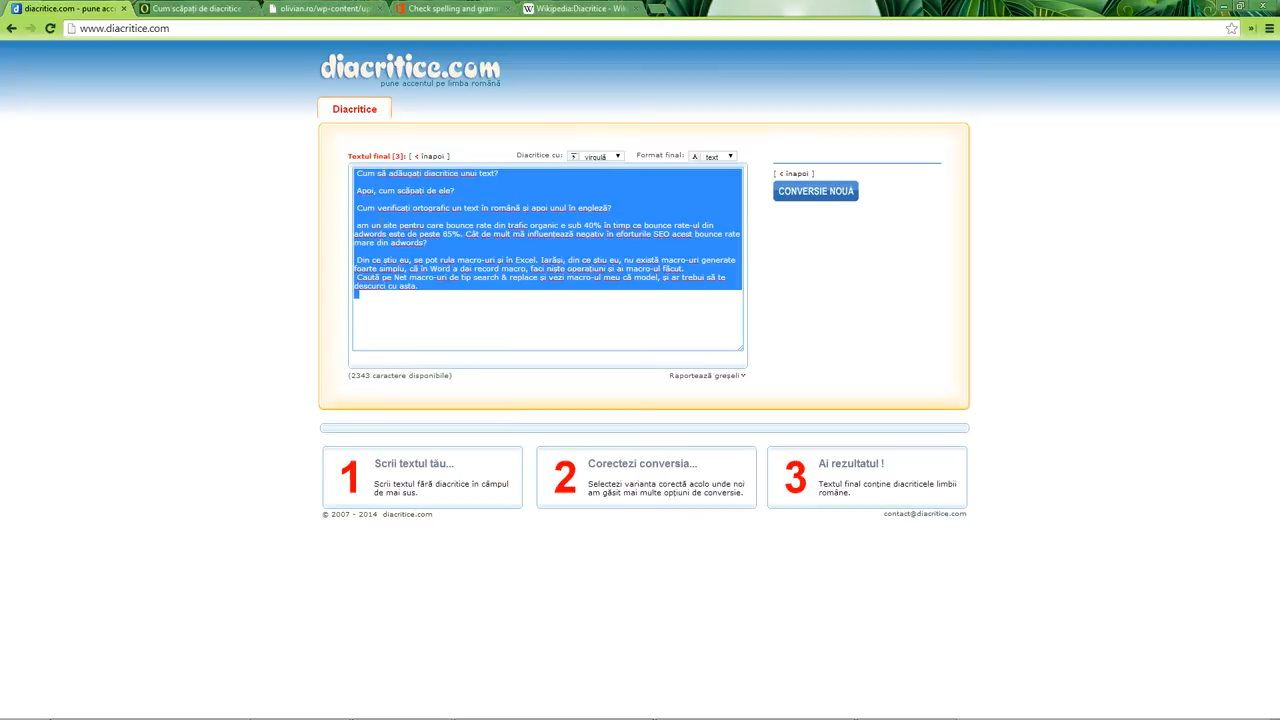 diacritice.com - pune acc
Cum scăpați de diacritice
olivian.ro/wp-content/up
Check spelling and gram
Wikipedia:Diacritice - Wik
www.diacritice.com
diacritice.com
pune accentul pe limba română
Diacritice
Textul final [3]: [ < înapoi ]
Diacritice cu: virgulă
Format final: A text
Cum să adăugați diacritice unui text?
Apoi, cum scăpați de ele?
Cum verificați ortografic un text în română și apoi unul în engleză?
am un site pentru care bounce rate din trafic organic e sub 40% în timp ce bounce rate-ul din
adwords este de peste 85%. Cât de mult mă influențează negativ în eforturile SEO acest bounce rate
mare din adwords?
Din ce știu eu, se pot rula macro-uri și în Excel. Iarăși, din ce știu eu, nu există macro-uri generate
foarte simplu, că în Word a dai record macro, faci niște operațiuni și ai macro-ul făcut.
Caută pe Net macro-uri de tip search & replace și vezi macro-ul meu că model, și ar trebui să te
descurci cu asta.
(2343 caractere disponibile)
Raportează greșeli
[ < înapoi ]
CONVERSIE NOUĂ
1 Scrii textul tău...
Scrii textul fără diacritice în câmpul
de mai sus.
2 Corectezi conversia...
Selectezi varianta corectă acolo unde noi
am găsit mai multe opțiuni de conversie.
3 Ai rezultatul !
Textul final conține diacriticele limbii
române.
© 2007 - 2014 diacritice.com
contact@diacritice.com